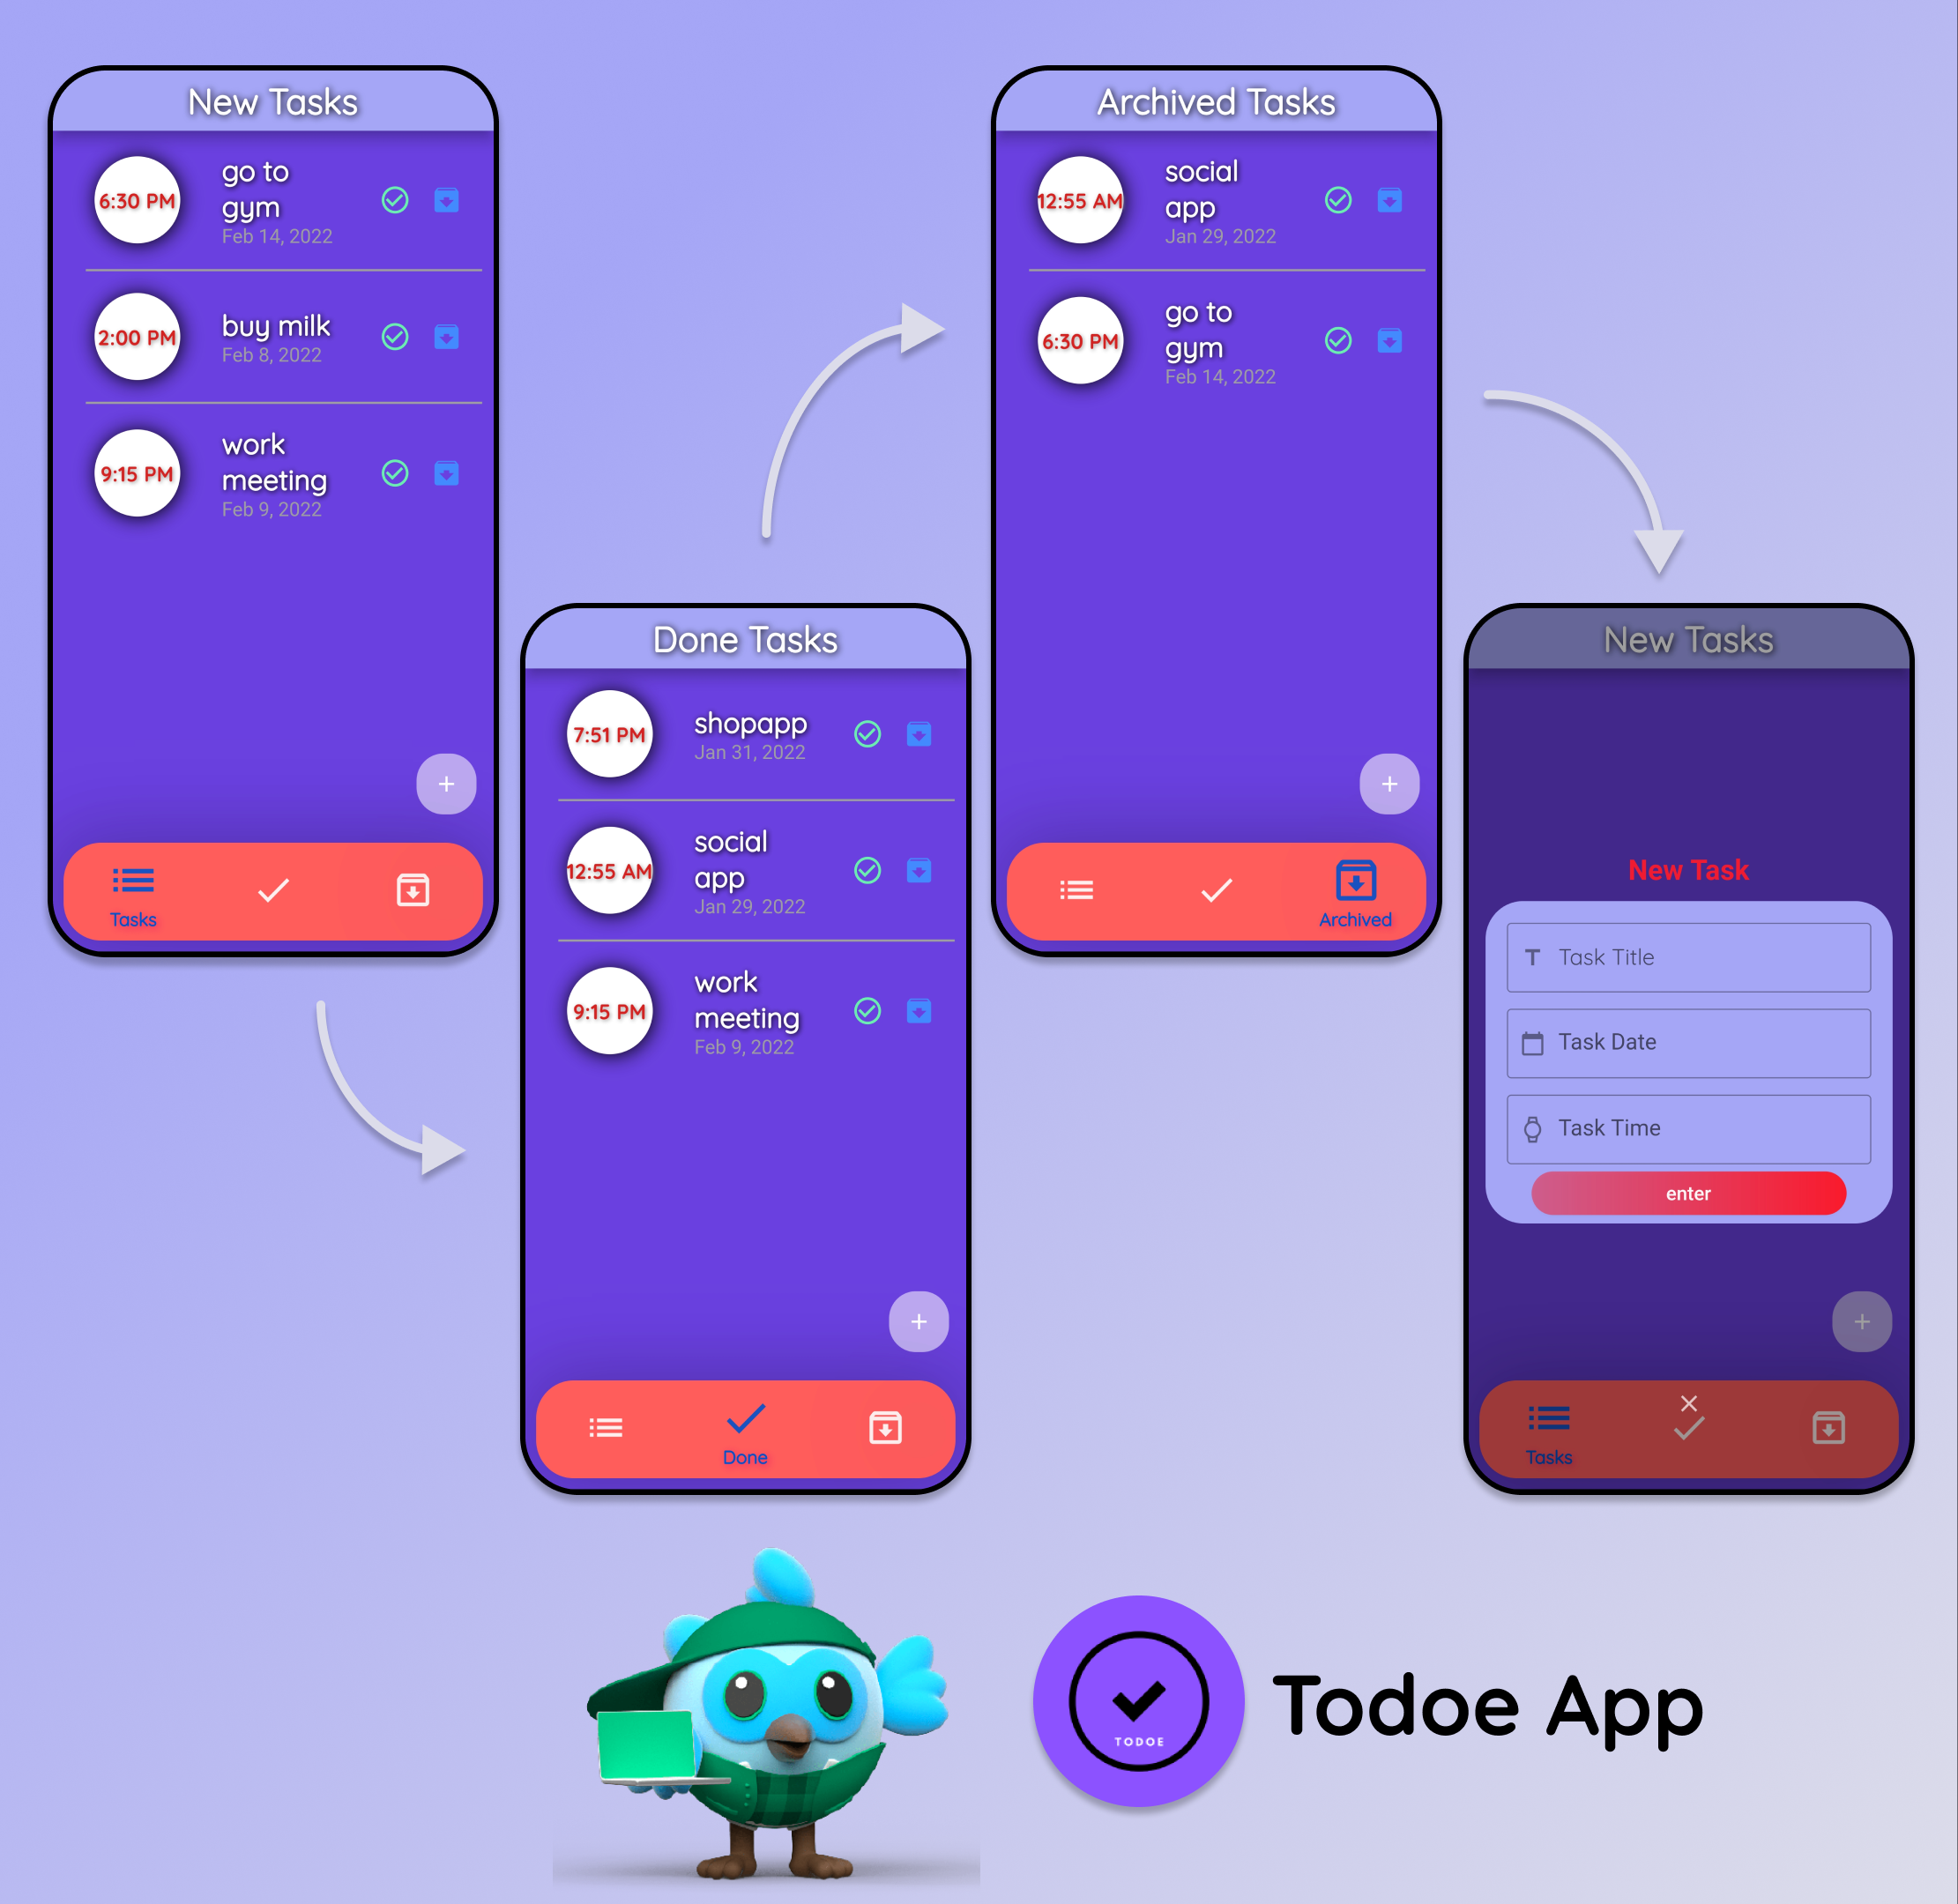 New Tasks
6:30 PM
go to
gym
Feb 14, 2022
2:00 PM
buy milk
Feb 8, 2022
9:15 PM
work
meeting
Feb 9, 2022
+
Tasks
Done Tasks
7:51 PM
shopapp
Jan 31, 2022
12:55 AM
social
app
Jan 29, 2022
9:15 PM
work
meeting
Feb 9, 2022
+
Done
Archived Tasks
12:55 AM
social
app
Jan 29, 2022
6:30 PM
go to
gym
Feb 14, 2022
+
Archived
New Tasks
New Task
Task Title
Task Date
Task Time
enter
+
Tasks
TODOE
Todoe App